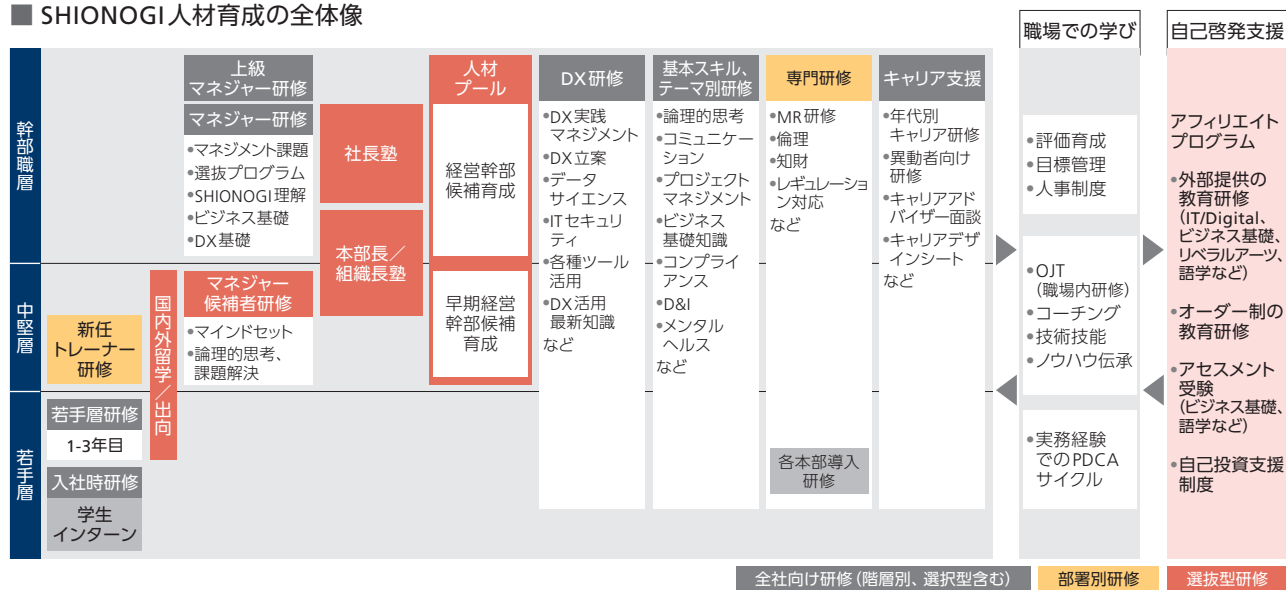 ■ SHIONOGI人材育成の全体像
職場での学び
自己啓発支援
幹部職層
中堅層
若手層
新任
トレーナー
研修
若手層研修
1-3年目
入社時研修
学生
インターン
国内外留学／出向
上級
マネジャー研修
マネジャー研修
•マネジメント課題
•選抜プログラム
•SHIONOGI理解
•ビジネス基礎
•DX基礎
マネジャー
候補者研修
•マインドセット
•論理的思考、
課題解決
社長塾
本部長／
組織長塾
人材
プール
経営幹部
候補育成
早期経営
幹部候補
育成
DX研修
•DX実践
マネジメント
•DX立案
•データ
サイエンス
•ITセキュリ
ティ
•各種ツール
活用
•DX活用
最新知識
など
基本スキル、
テーマ別研修
•論理的思考
•コミュニケー
ション
•プロジェクト
マネジメント
•ビジネス
基礎知識
•コンプライ
アンス
•D&I
•メンタル
ヘルス
など
専門研修
•MR研修
•倫理
•知財
•レギュレーショ
ン対応
など
各本部導入
研修
キャリア支援
•年代別
キャリア研修
•異動者向け
研修
•キャリアアド
バイザー面談
•キャリアデザ
インシート
など
•評価育成
•目標管理
•人事制度
•OJT
(職場内研修)
•コーチング
•技術技能
•ノウハウ伝承
•実務経験
でのPDCA
サイクル
アフィリエイト
プログラム
•外部提供の
教育研修
(IT/Digital、
ビジネス基礎、
リベラルアーツ、
語学など)
•オーダー制の
教育研修
•アセスメント
受験
(ビジネス基礎、
語学など)
•自己投資支援
制度
全社向け研修(階層別、選択型含む)
部署別研修
選抜型研修